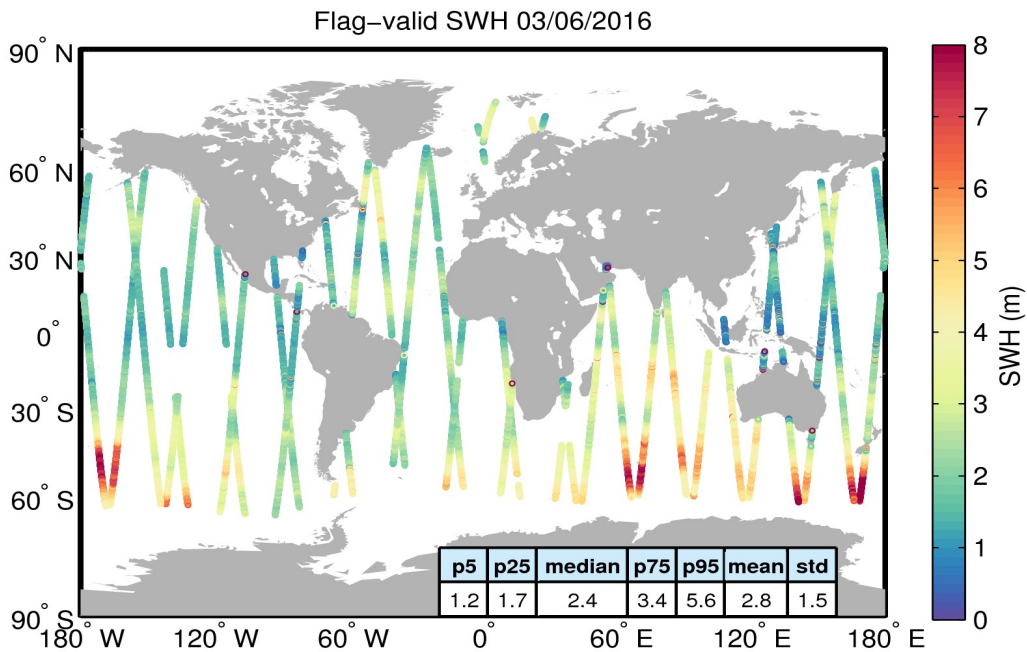 Flag−valid SWH 03/06/2016
90° N
60° N
30° N
0°
30° S
60° S
90° S
180° W
120° W
60° W
0°
60° E
120° E
180° E
p5 p25 median p75 p95 mean std
1.2 1.7 2.4 3.4 5.6 2.8 1.5
8
7
6
5
4
3
2
1
0
SWH (m)